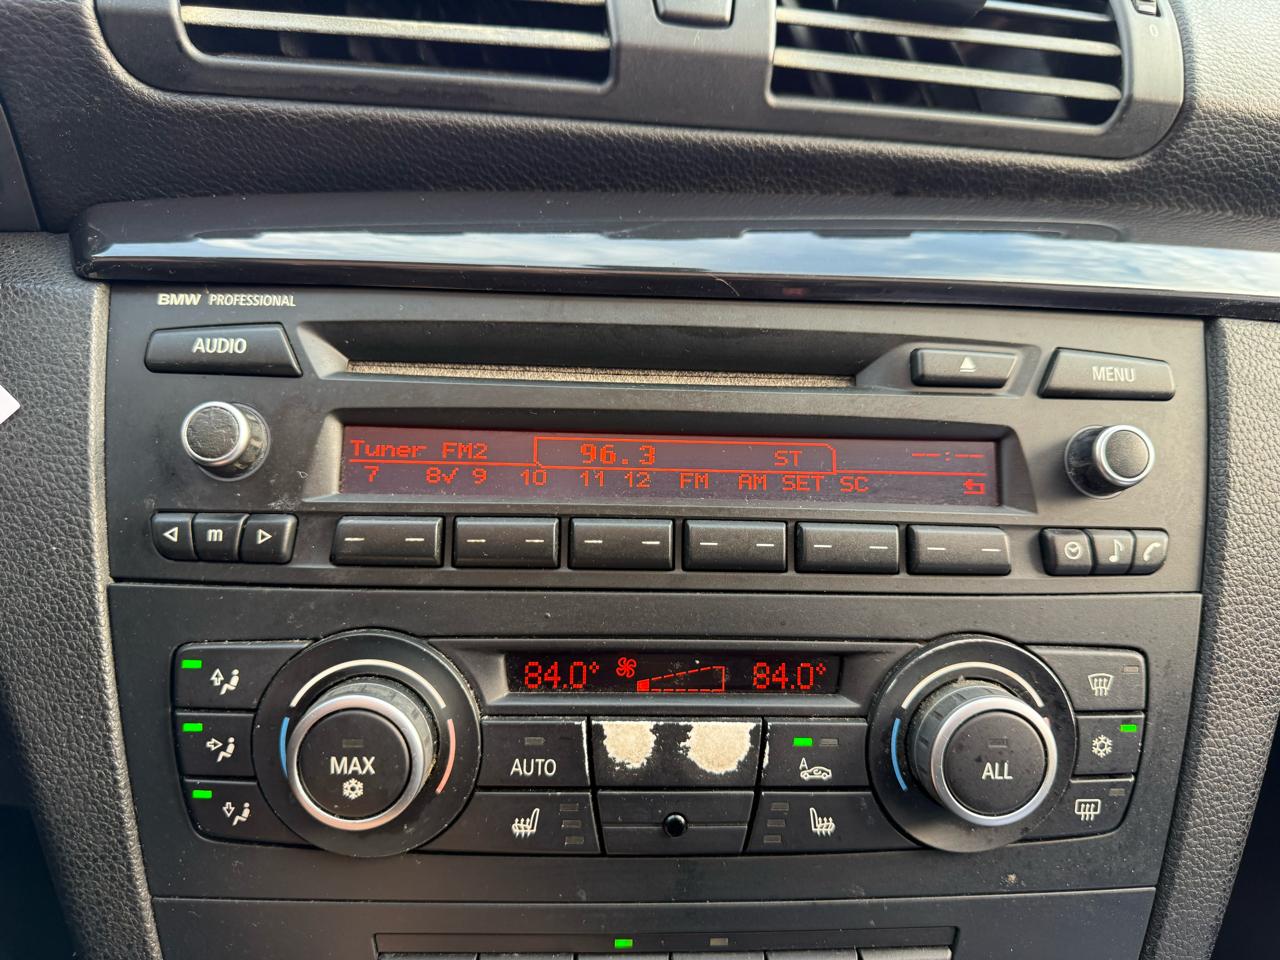 0
BMW PROFESSIONAL
AUDIO
MENU
Tuner FM2 96.3 ST --:--
7 8✓ 9 10 11 12 FM AM SET SC
m
84.0° 84.0°
MAX
AUTO
A
ALL